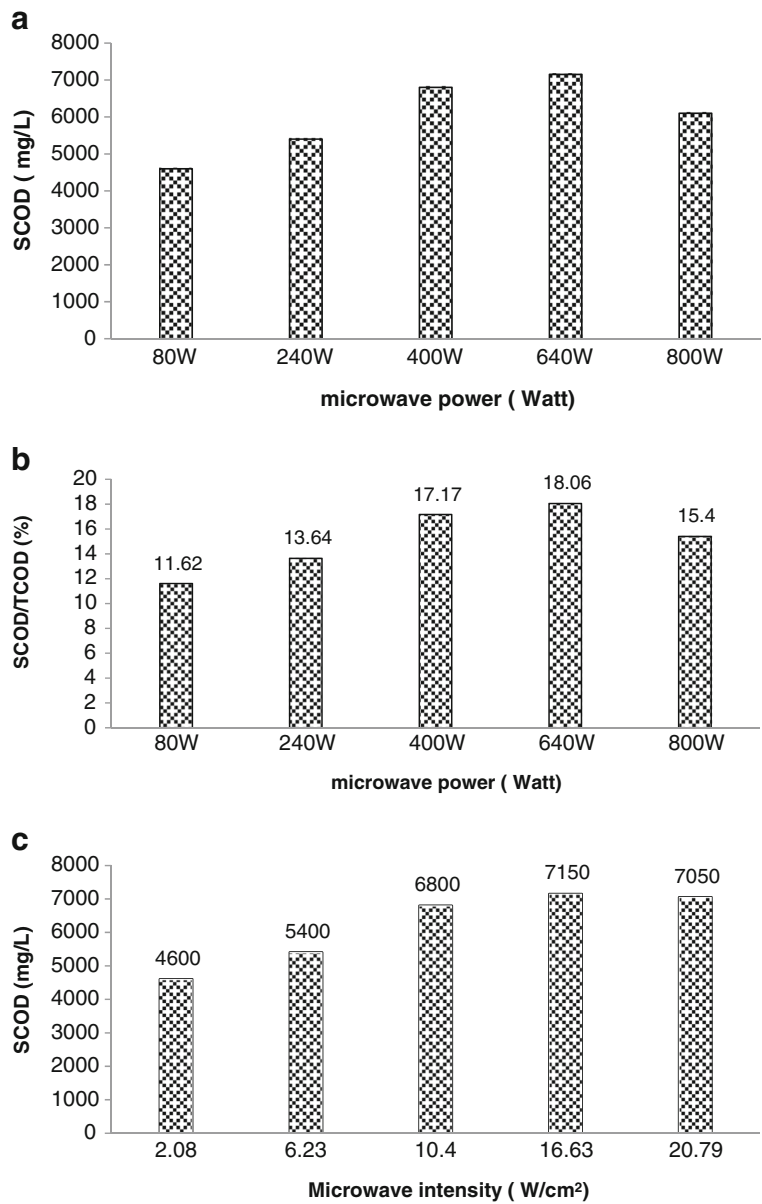 a
SCOD ( mg/L)
8000
7000
6000
5000
4000
3000
2000
1000
0
80W 240W 400W 640W 800W
microwave power ( Watt)
b
SCOD/TCOD (%)
20
18
16
14
12
10
8
6
4
2
0
11.62 13.64 17.17 18.06 15.4
80W 240W 400W 640W 800W
microwave power ( Watt)
c
SCOD (mg/L)
8000
7000
6000
5000
4000
3000
2000
1000
0
4600 5400 6800 7150 7050
2.08 6.23 10.4 16.63 20.79
Microwave intensity ( W/cm²)